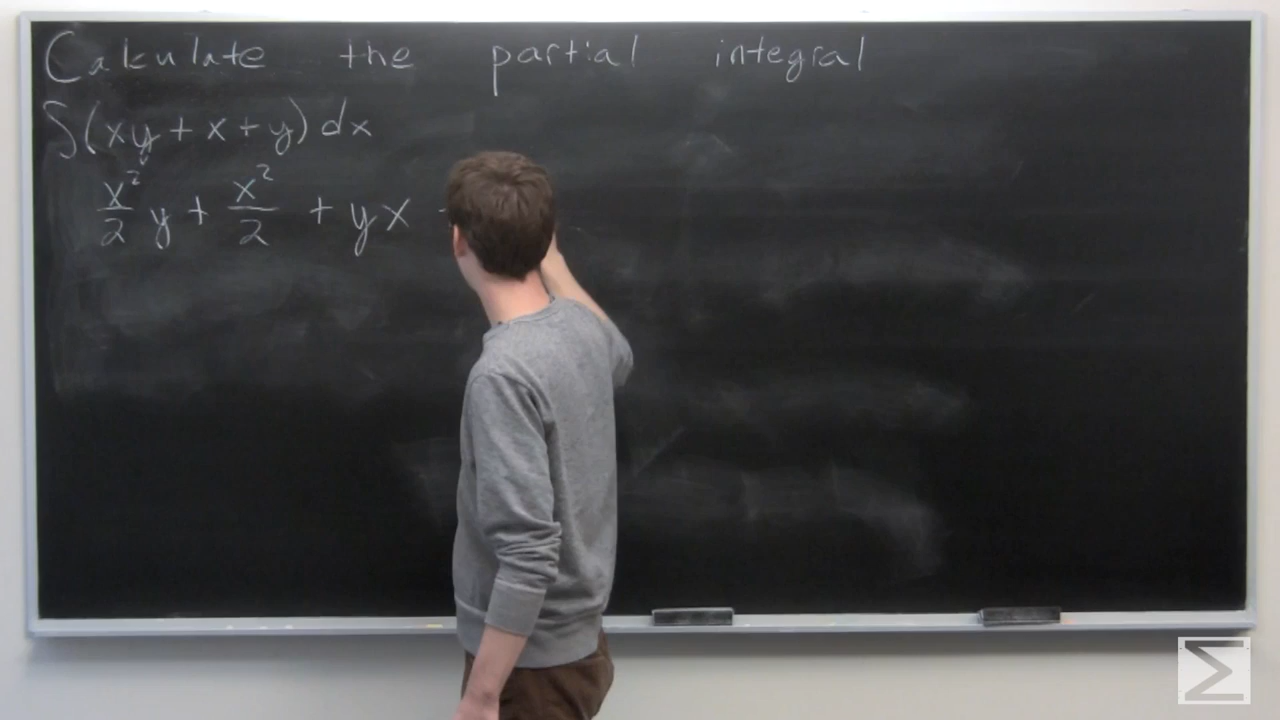 Calculate the partial integral
∫(xy + x + y) dx
x²/2 y + x²/2 + yx